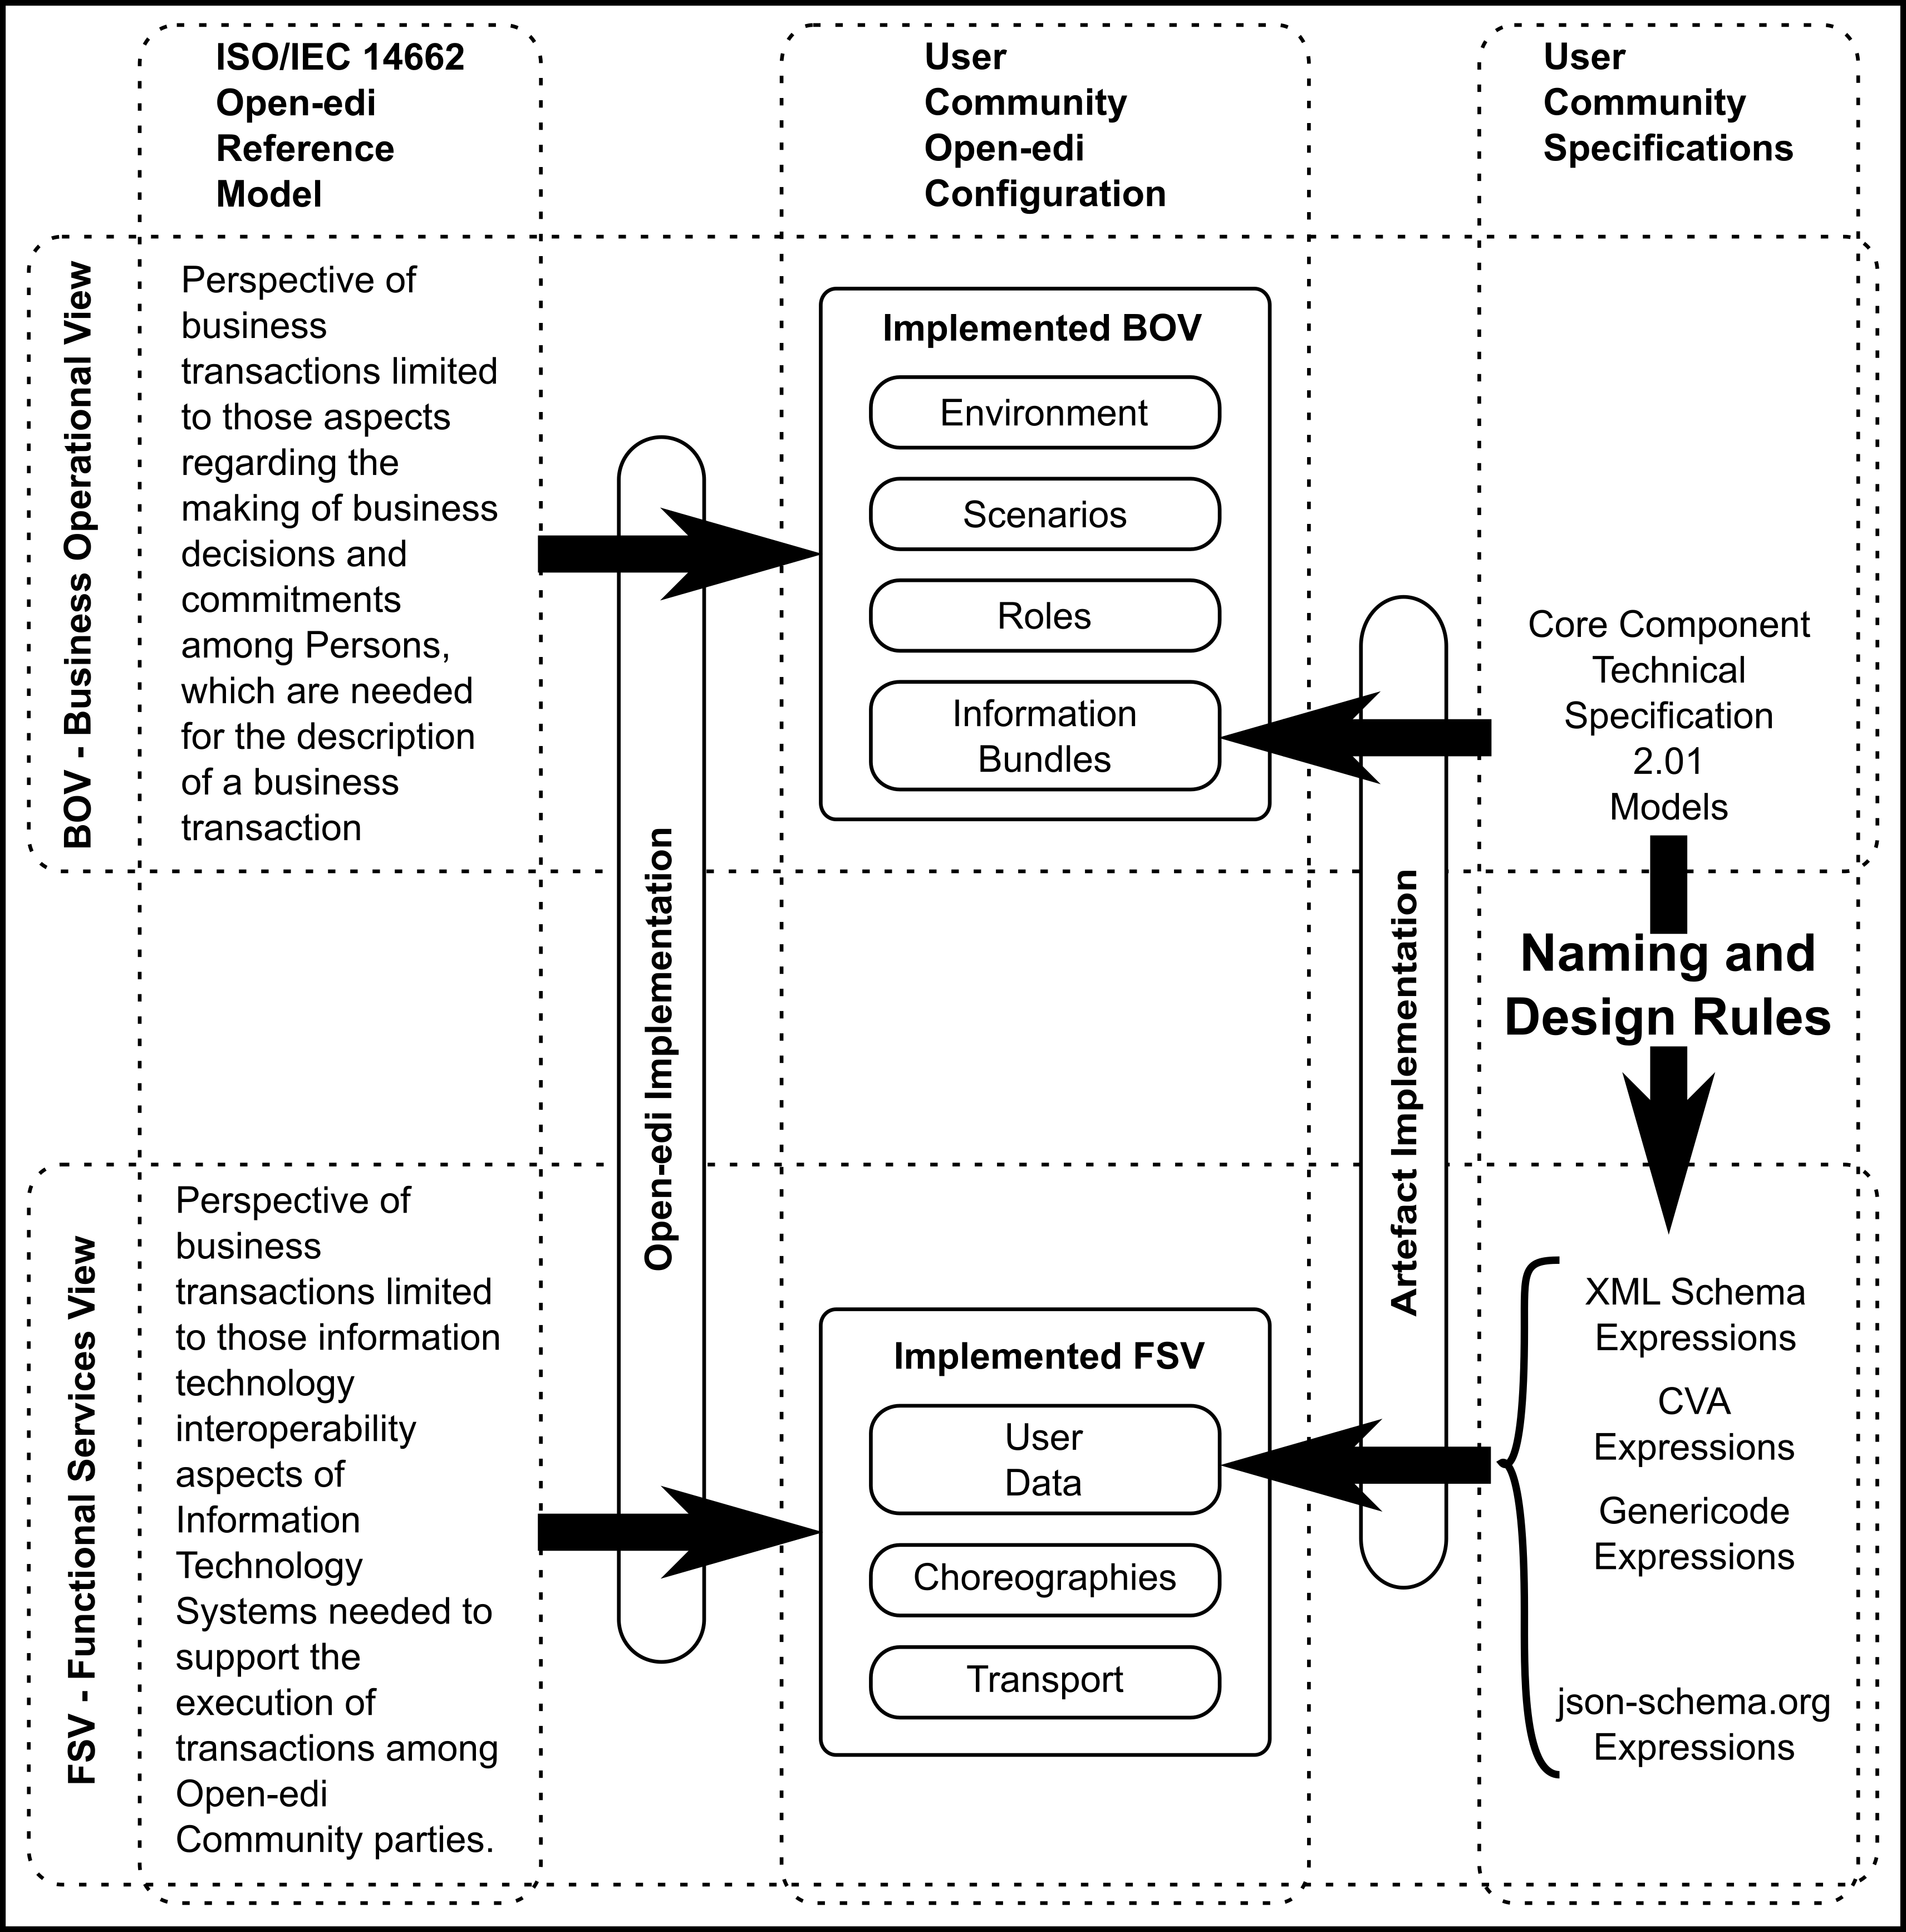 ISO/IEC 14662
Open-edi
Reference
Model
User
Community
Open-edi
Configuration
User
Community
Specifications
BOV - Business Operational View
Perspective of
business
transactions limited
to those aspects
regarding the
making of business
decisions and
commitments
among Persons,
which are needed
for the description
of a business
transaction
Open-edi Implementation
Implemented BOV
Environment
Scenarios
Roles
Information
Bundles
Artefact Implementation
Core Component
Technical
Specification
2.01
Models
Naming and
Design Rules
FSV - Functional Services View
Perspective of
business
transactions limited
to those information
technology
interoperability
aspects of
Information
Technology
Systems needed to
support the
execution of
transactions among
Open-edi
Community parties.
Implemented FSV
User
Data
Choreographies
Transport
XML Schema
Expressions
CVA
Expressions
Genericode
Expressions
json-schema.org
Expressions